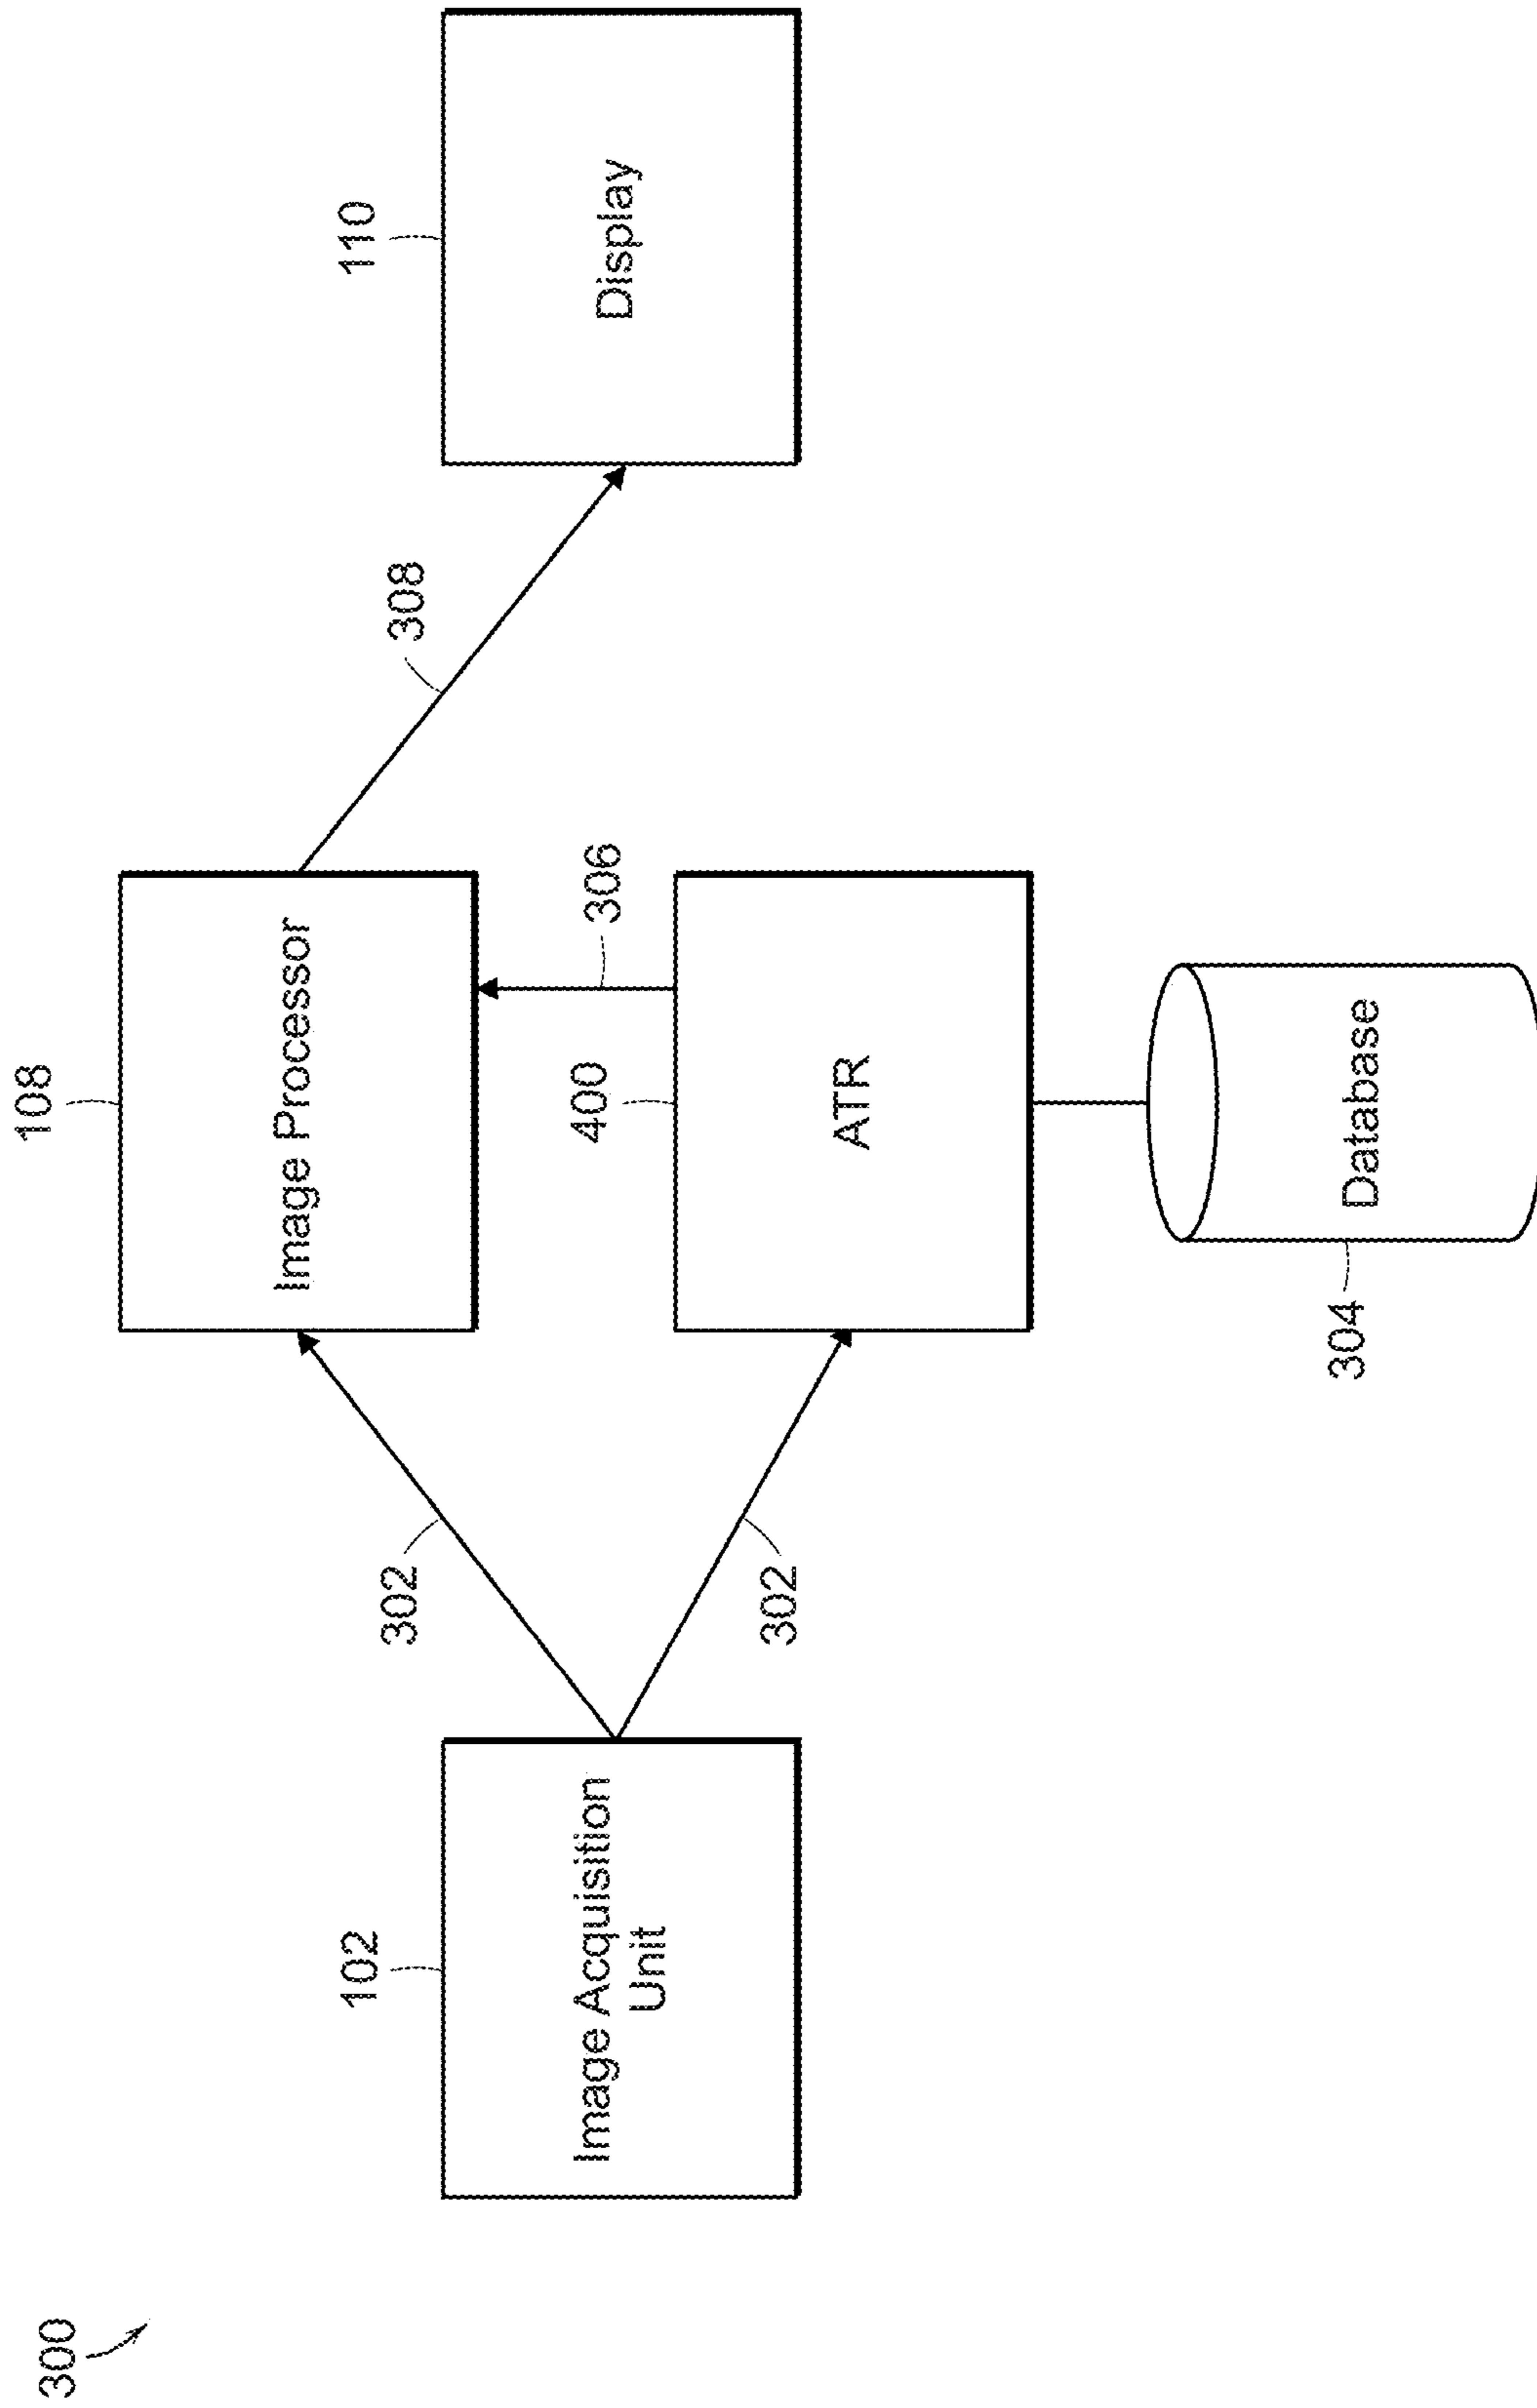 300
108
Image Processor
110
Display
308
302
306
102
Image Acquisition
Unit
400
ATR
302
304
Database